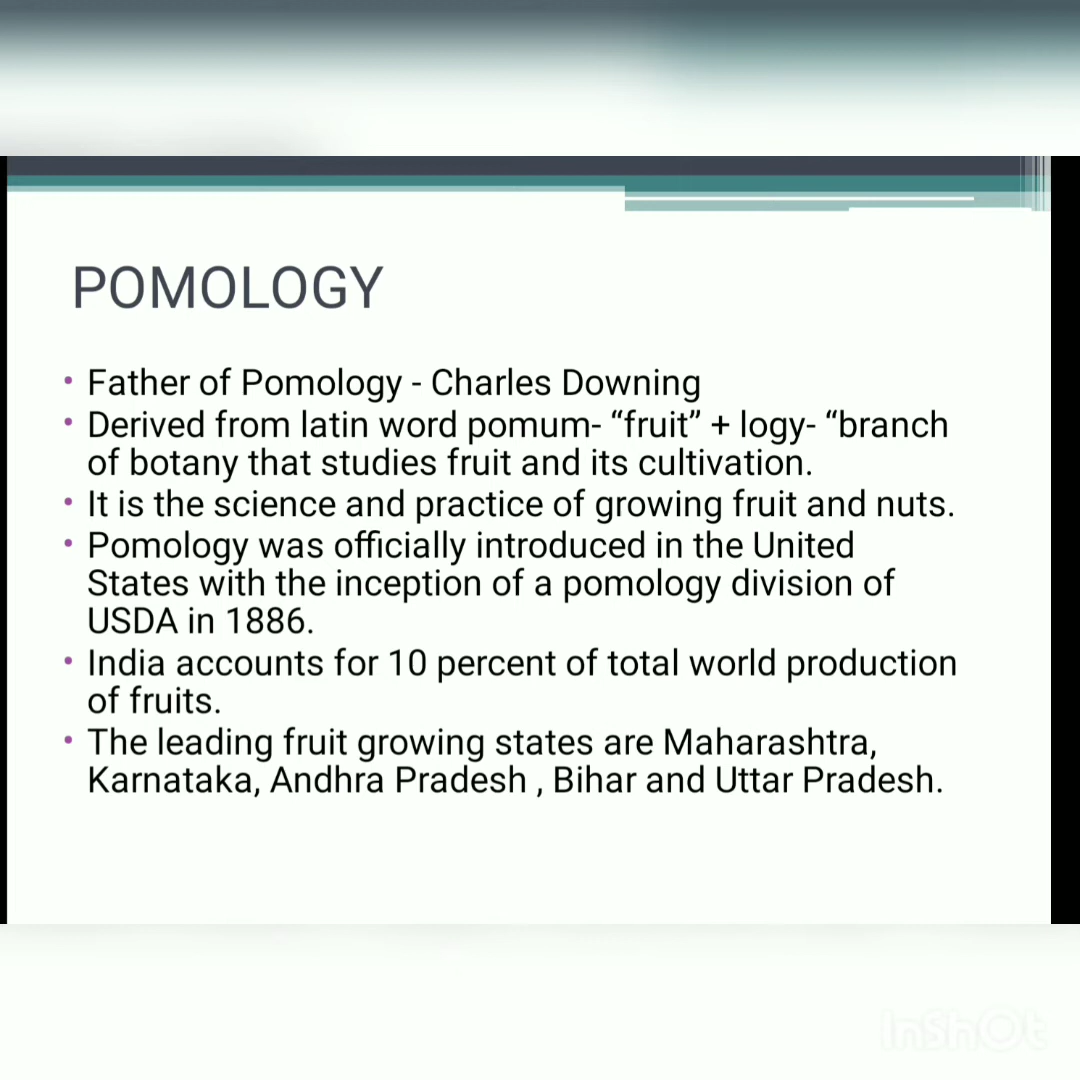 POMOLOGY
• Father of Pomology - Charles Downing
• Derived from latin word pomum- “fruit” + logy- “branch
of botany that studies fruit and its cultivation.
• It is the science and practice of growing fruit and nuts.
• Pomology was officially introduced in the United
States with the inception of a pomology division of
USDA in 1886.
• India accounts for 10 percent of total world production
of fruits.
• The leading fruit growing states are Maharashtra,
Karnataka, Andhra Pradesh , Bihar and Uttar Pradesh.
InShOt